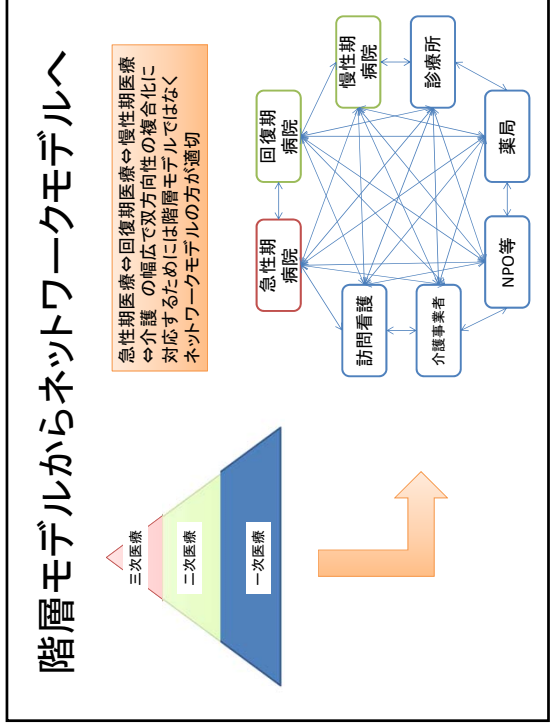 階層モデルからネットワークモデルへ
急性期医療⇔回復期医療⇔慢性期医療
⇔介護 の幅広で双方向性の複合化に
対応するためには階層モデルではなく
ネットワークモデルの方が適切
三次医療
二次医療
一次医療
急性期
病院
回復期
病院
慢性期
病院
訪問看護
診療所
介護事業者
NPO等
薬局